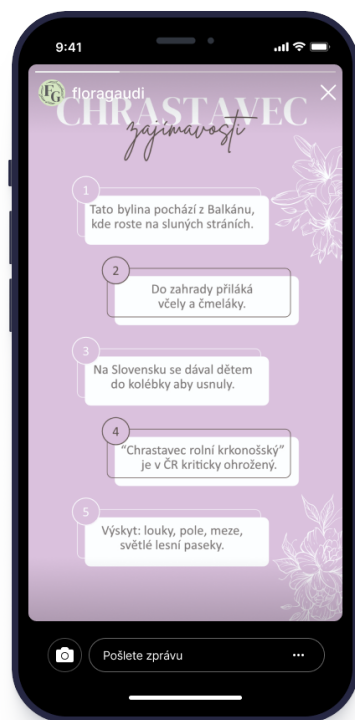 9:41
FG
floragaudi
CHRASTAVEC
zajímavosti
1
Tato bylina pochází z Balkánu,
kde roste na sluných stráních.
2
Do zahrady přiláká
včely a čmeláky.
3
Na Slovensku se dával dětem
do kolébky aby usnuly.
4
“Chrastavec rolní krkonošský”
je v ČR kriticky ohrožený.
5
Výskyt: louky, pole, meze,
světlé lesní paseky.
Pošlete zprávu